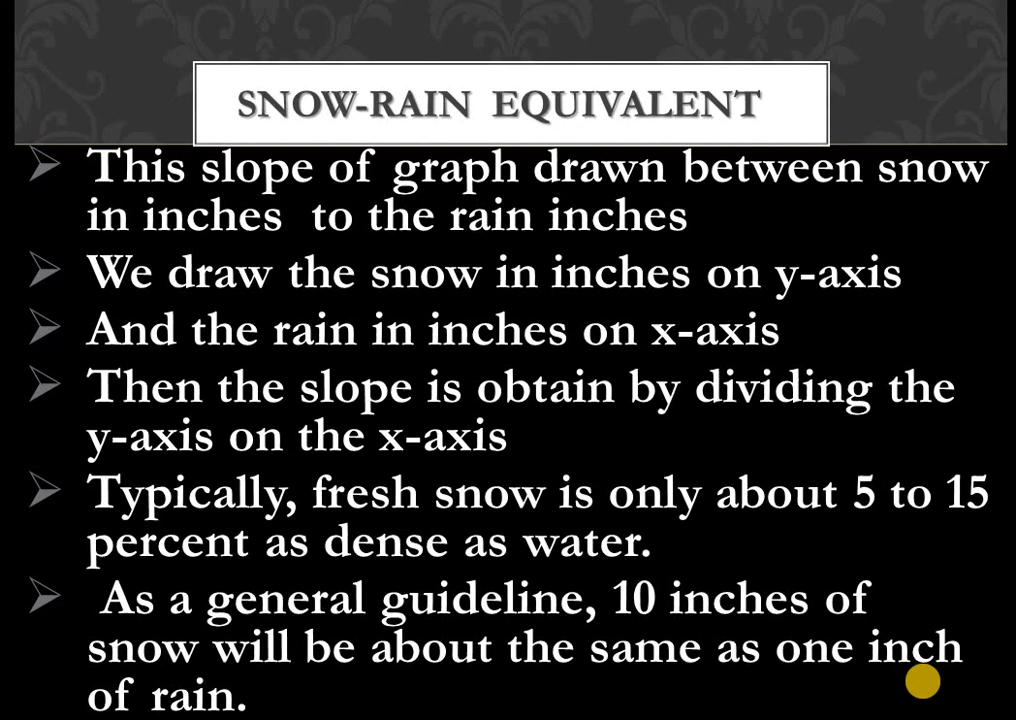 SNOW-RAIN EQUIVALENT
➢ This slope of graph drawn between snow
in inches to the rain inches
➢ We draw the snow in inches on y-axis
➢ And the rain in inches on x-axis
➢ Then the slope is obtain by dividing the
y-axis on the x-axis
➢ Typically, fresh snow is only about 5 to 15
percent as dense as water.
➢ As a general guideline, 10 inches of
snow will be about the same as one inch
of rain.